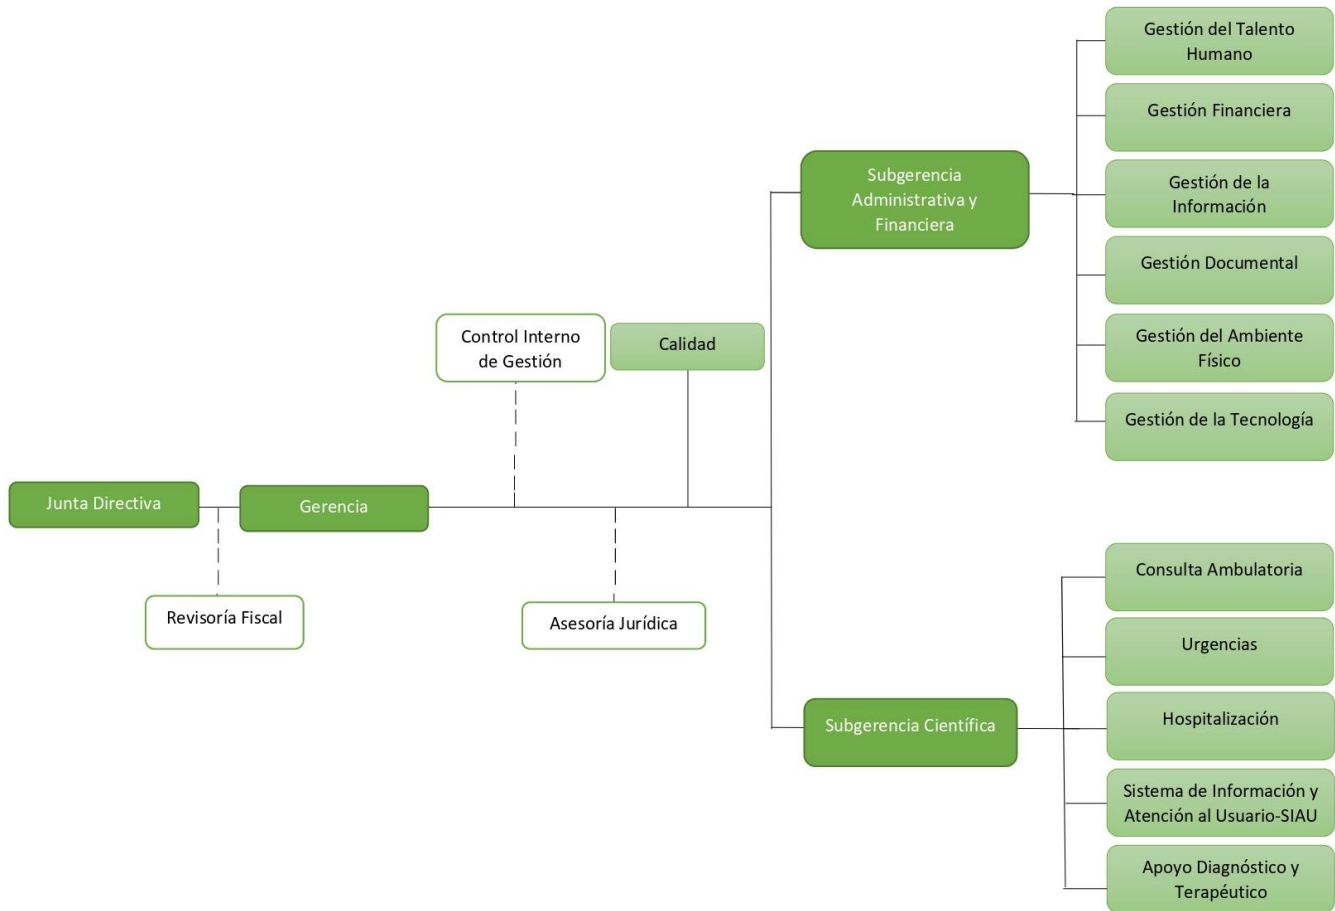 Junta Directiva
Revisoría Fiscal
Gerencia
Control Interno
de Gestión
Asesoría Jurídica
Calidad
Subgerencia
Administrativa y
Financiera
Gestión del Talento
Humano
Gestión Financiera
Gestión de la
Información
Gestión Documental
Gestión del Ambiente
Físico
Gestión de la Tecnología
Subgerencia Científica
Consulta Ambulatoria
Urgencias
Hospitalización
Sistema de Información y
Atención al Usuario-SIAU
Apoyo Diagnóstico y
Terapéutico